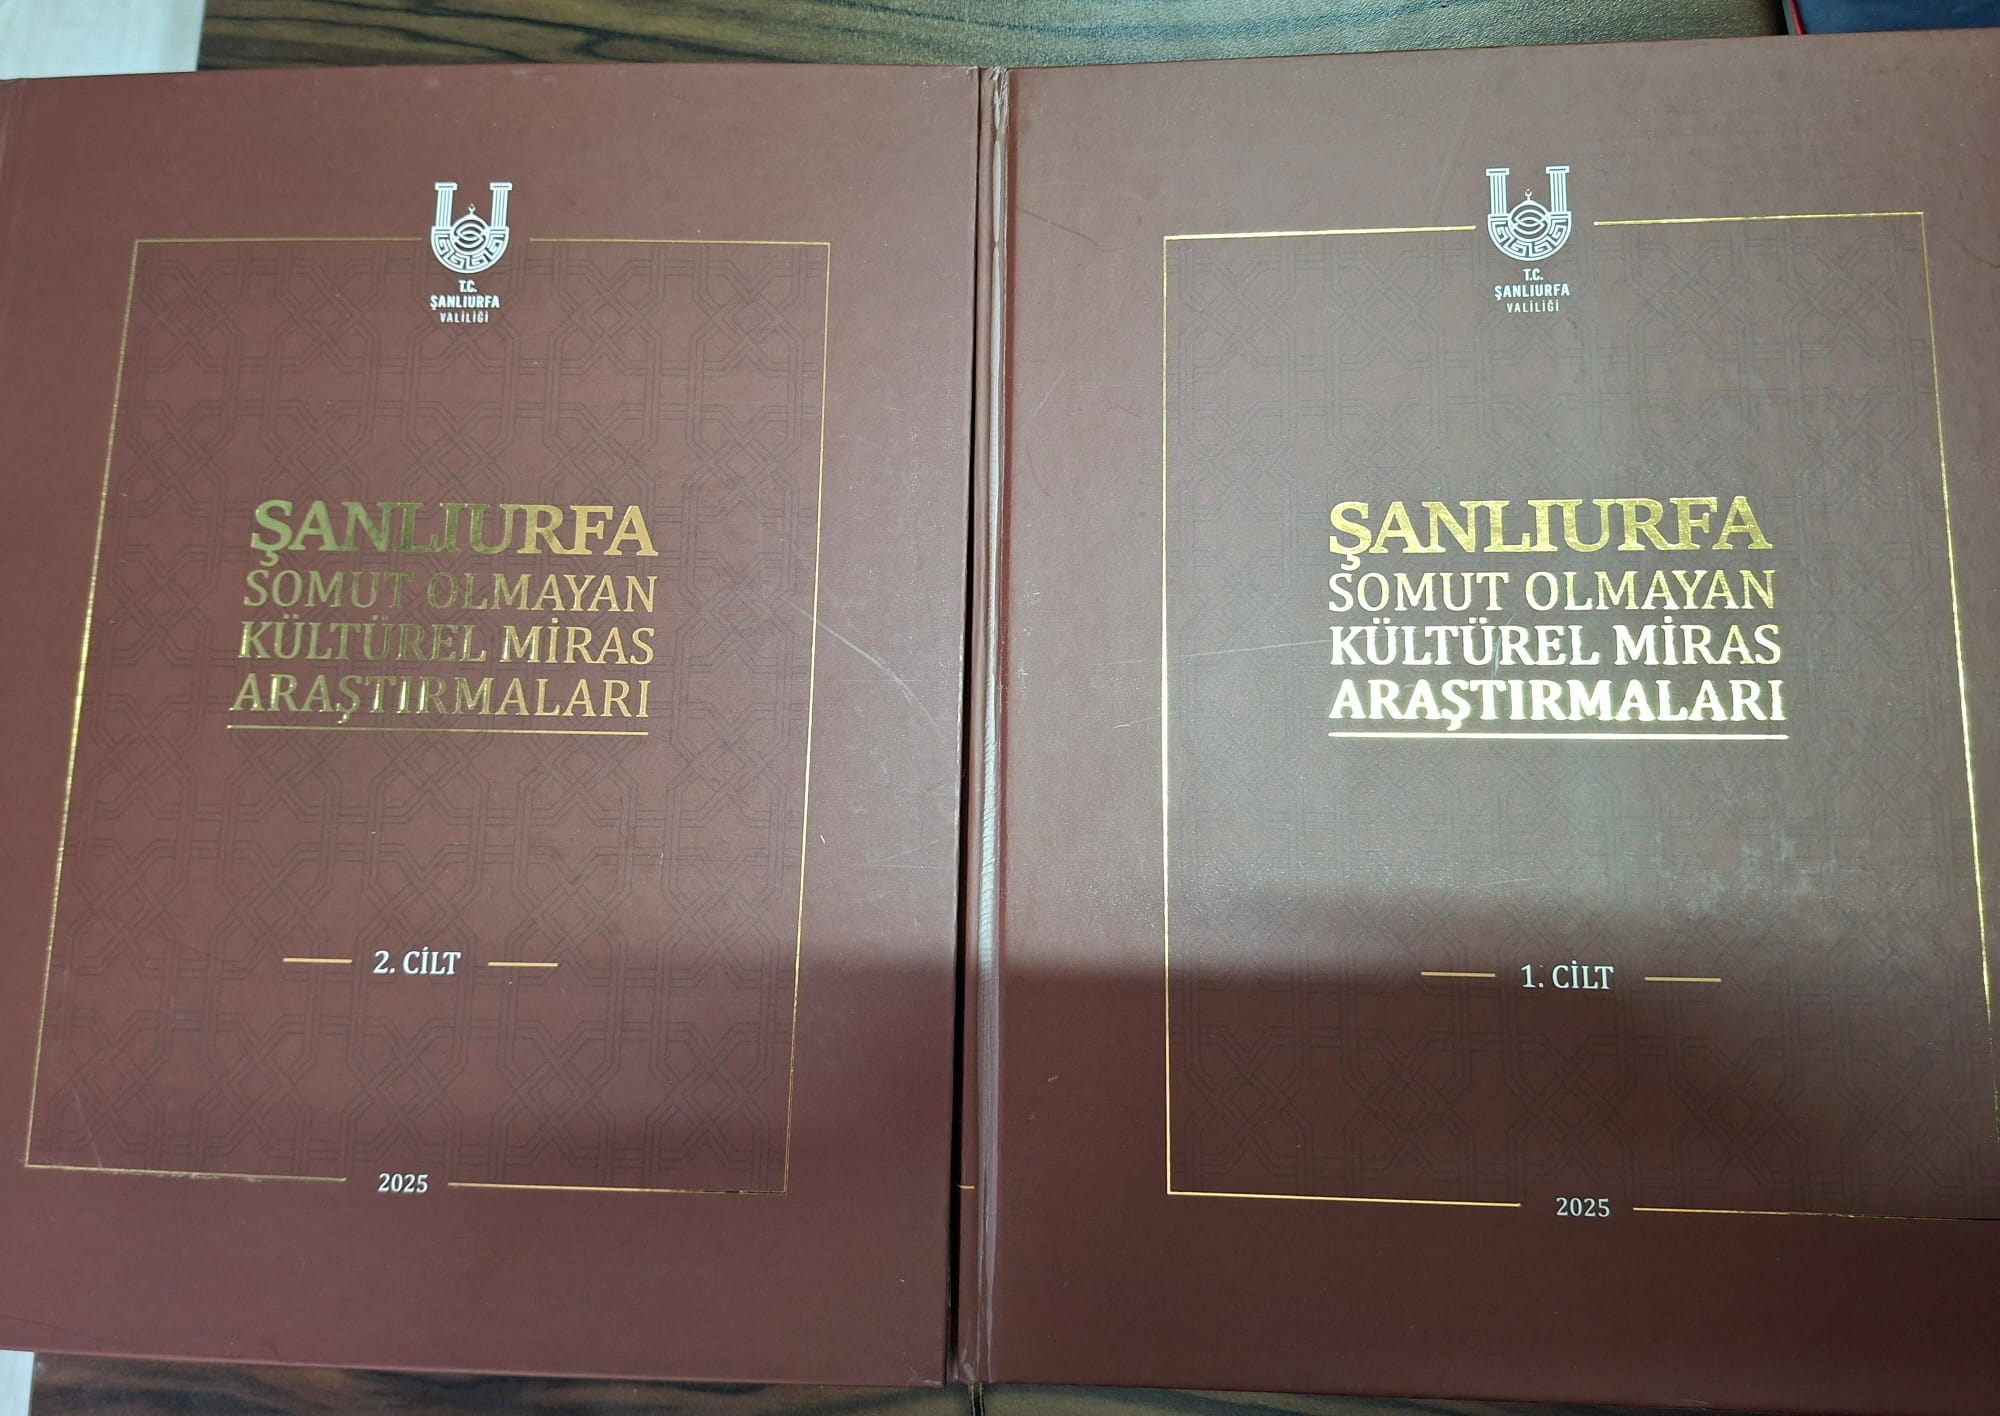 T.C.
ŞANLIURFA
VALİLİĞİ
ŞANLIURFA
SOMUT OLMAYAN
KÜLTÜREL MİRAS
ARAŞTIRMALARI
2. CİLT
2025
T.C.
ŞANLIURFA
VALİLİĞİ
ŞANLIURFA
SOMUT OLMAYAN
KÜLTÜREL MİRAS
ARAŞTIRMALARI
1. CİLT
2025